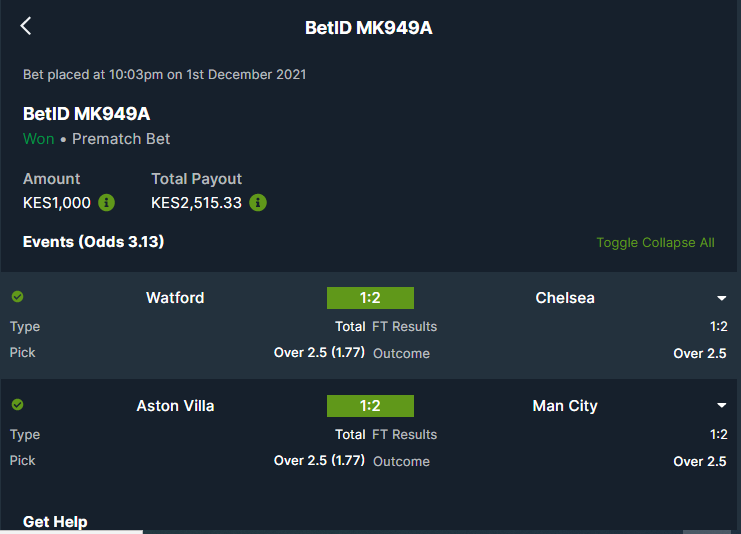 BetID MK949A
Bet placed at 10:03pm on 1st December 2021
BetID MK949A
Won • Prematch Bet
Amount Total Payout
KES1,000 KES2,515.33
Events (Odds 3.13) Toggle Collapse All
Watford 1:2 Chelsea
Type Total FT Results 1:2
Pick Over 2.5 (1.77) Outcome Over 2.5
Aston Villa 1:2 Man City
Type Total FT Results 1:2
Pick Over 2.5 (1.77) Outcome Over 2.5
Get Help